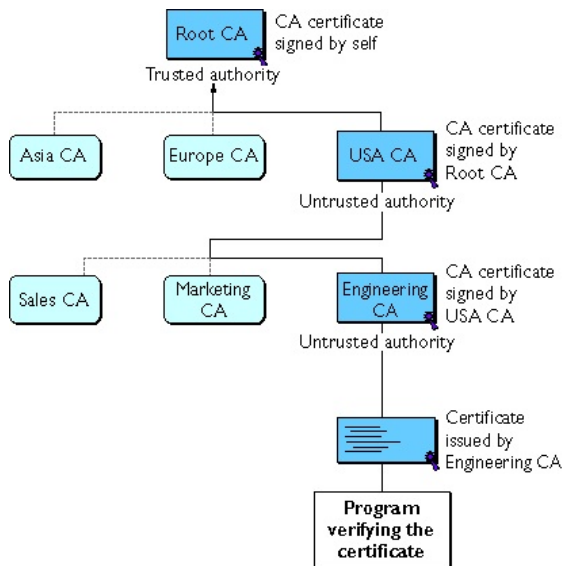 Root CA
CA certificate
signed by self
Trusted authority
Asia CA
Europe CA
USA CA
CA certificate
signed by
Root CA
Untrusted authority
Sales CA
Marketing
CA
Engineering
CA
CA certificate
signed by
USA CA
Untrusted authority
Certificate
issued by
Engineering CA
Program
verifying the
certificate